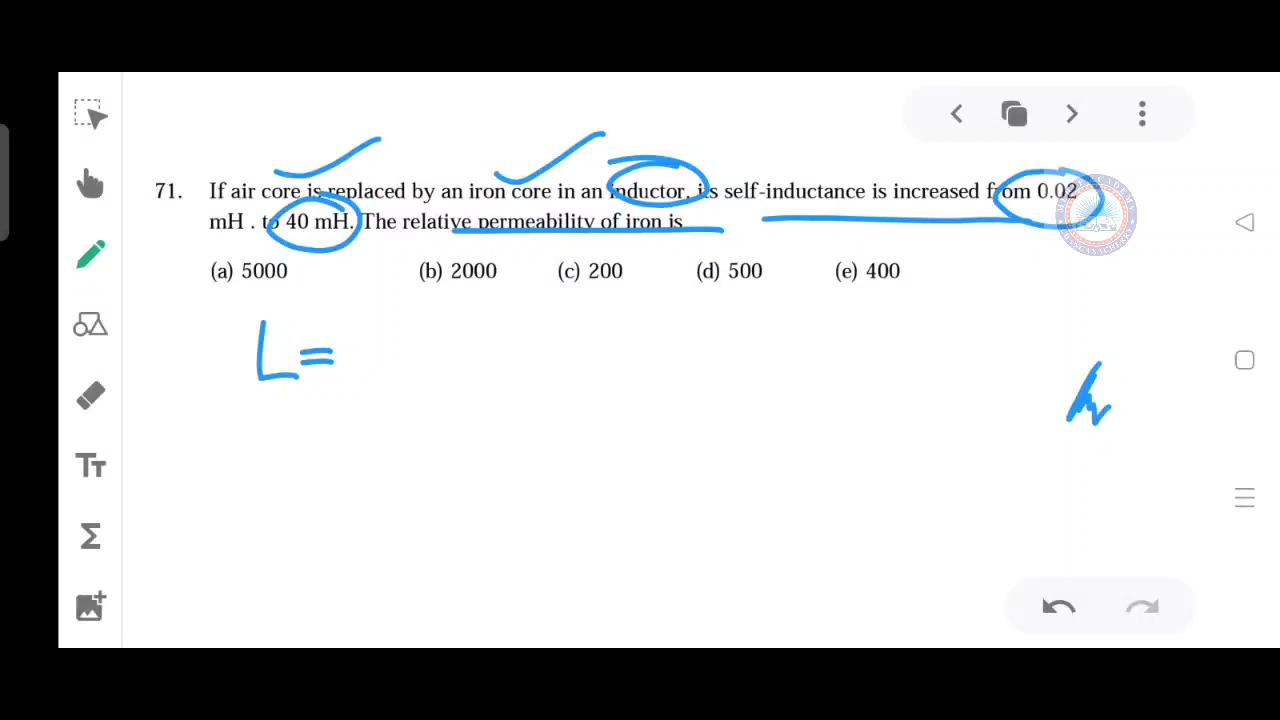 71. If air core is replaced by an iron core in an inductor, its self-inductance is increased from 0.02
mH . to 40 mH. The relative permeability of iron is
(a) 5000 (b) 2000 (c) 200 (d) 500 (e) 400
L=
Tт
Σ